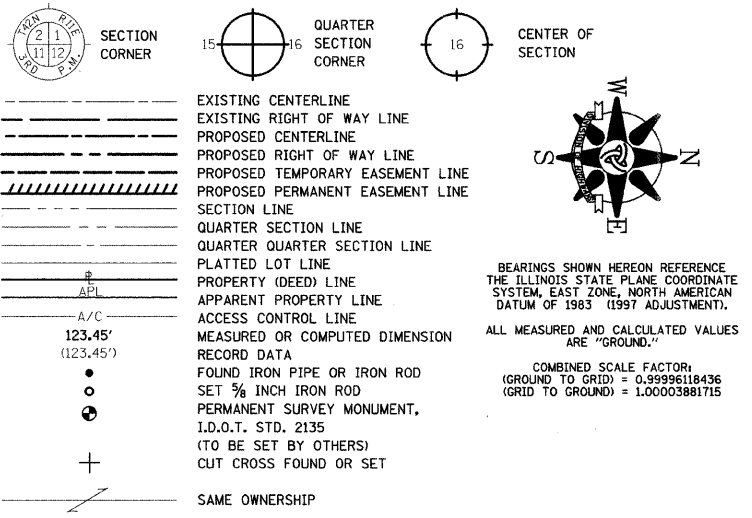 T42N R11E
2 1
11 12
3RD P.M.
SECTION
CORNER
15 16
QUARTER
SECTION
CORNER
16
CENTER OF
SECTION
EXISTING CENTERLINE
EXISTING RIGHT OF WAY LINE
PROPOSED CENTERLINE
PROPOSED RIGHT OF WAY LINE
PROPOSED TEMPORARY EASEMENT LINE
PROPOSED PERMANENT EASEMENT LINE
SECTION LINE
QUARTER SECTION LINE
QUARTER QUARTER SECTION LINE
PLATTED LOT LINE
PL PROPERTY (DEED) LINE
APL APPARENT PROPERTY LINE
A/C ACCESS CONTROL LINE
123.45' MEASURED OR COMPUTED DIMENSION
(123.45') RECORD DATA
FOUND IRON PIPE OR IRON ROD
SET 5/8 INCH IRON ROD
PERMANENT SURVEY MONUMENT,
I.D.O.T. STD. 2135
(TO BE SET BY OTHERS)
CUT CROSS FOUND OR SET
SAME OWNERSHIP
W
S
N
E
DIVISION OF HIGHWAYS
BEARINGS SHOWN HEREON REFERENCE
THE ILLINOIS STATE PLANE COORDINATE
SYSTEM, EAST ZONE, NORTH AMERICAN
DATUM OF 1983 (1997 ADJUSTMENT).
ALL MEASURED AND CALCULATED VALUES
ARE "GROUND."
COMBINED SCALE FACTOR:
(GROUND TO GRID) = 0.99996118436
(GRID TO GROUND) = 1.00003881715